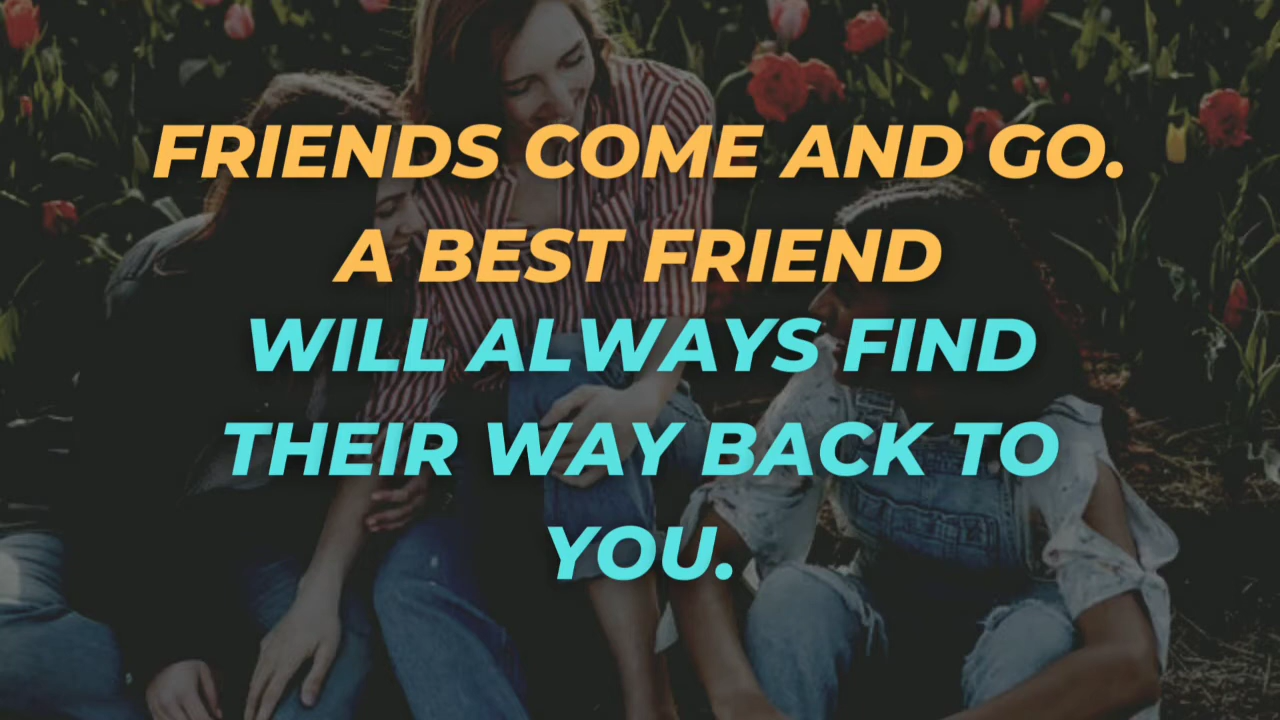 FRIENDS COME AND GO.
A BEST FRIEND
WILL ALWAYS FIND
THEIR WAY BACK TO
YOU.